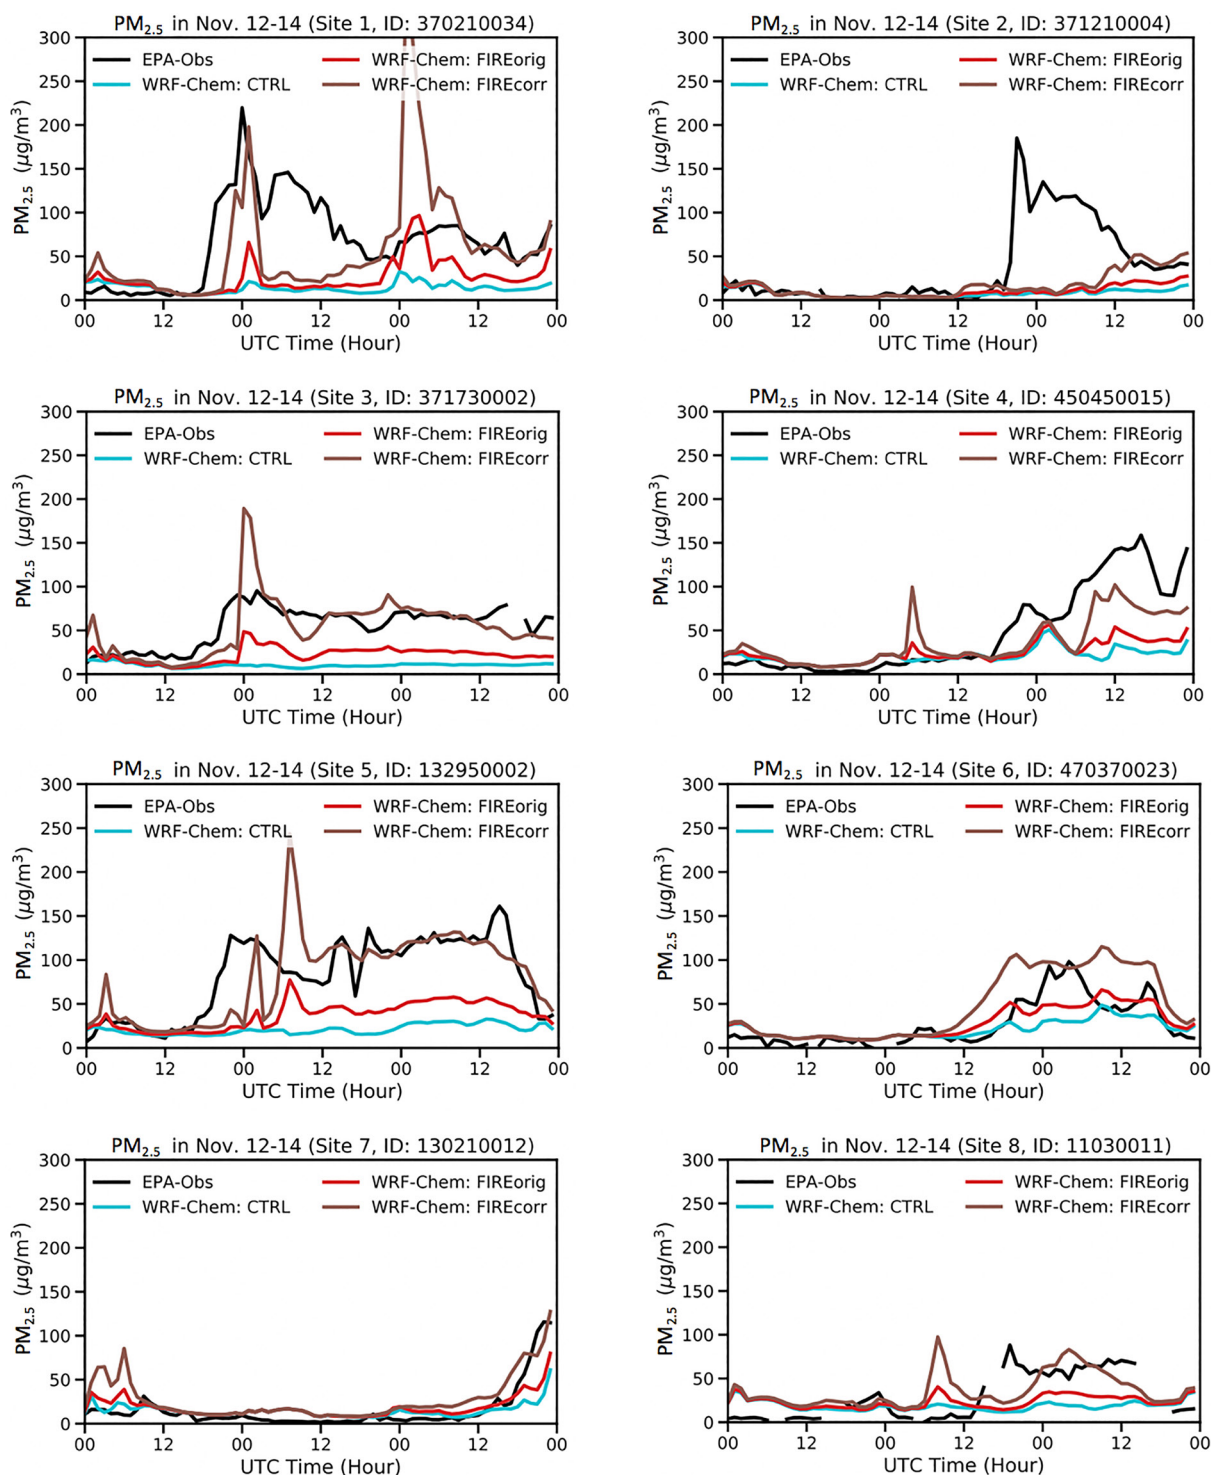 PM2.5 in Nov. 12-14 (Site 1, ID: 370210034)
EPA-Obs
WRF-Chem: CTRL
WRF-Chem: FIREorig
WRF-Chem: FIREcorr
300
250
200
150
100
50
0
PM2.5 (μg/m³)
00 12 00 12 00 12 00
UTC Time (Hour)
PM2.5 in Nov. 12-14 (Site 2, ID: 371210004)
EPA-Obs
WRF-Chem: CTRL
WRF-Chem: FIREorig
WRF-Chem: FIREcorr
300
250
200
150
100
50
0
PM2.5 (μg/m³)
00 12 00 12 00 12 00
UTC Time (Hour)
PM2.5 in Nov. 12-14 (Site 3, ID: 371730002)
EPA-Obs
WRF-Chem: CTRL
WRF-Chem: FIREorig
WRF-Chem: FIREcorr
300
250
200
150
100
50
0
PM2.5 (μg/m³)
00 12 00 12 00 12 00
UTC Time (Hour)
PM2.5 in Nov. 12-14 (Site 4, ID: 450450015)
EPA-Obs
WRF-Chem: CTRL
WRF-Chem: FIREorig
WRF-Chem: FIREcorr
300
250
200
150
100
50
0
PM2.5 (μg/m³)
00 12 00 12 00 12 00
UTC Time (Hour)
PM2.5 in Nov. 12-14 (Site 5, ID: 132950002)
EPA-Obs
WRF-Chem: CTRL
WRF-Chem: FIREorig
WRF-Chem: FIREcorr
300
250
200
150
100
50
0
PM2.5 (μg/m³)
00 12 00 12 00 12 00
UTC Time (Hour)
PM2.5 in Nov. 12-14 (Site 6, ID: 470370023)
EPA-Obs
WRF-Chem: CTRL
WRF-Chem: FIREorig
WRF-Chem: FIREcorr
300
250
200
150
100
50
0
PM2.5 (μg/m³)
00 12 00 12 00 12 00
UTC Time (Hour)
PM2.5 in Nov. 12-14 (Site 7, ID: 130210012)
EPA-Obs
WRF-Chem: CTRL
WRF-Chem: FIREorig
WRF-Chem: FIREcorr
300
250
200
150
100
50
0
PM2.5 (μg/m³)
00 12 00 12 00 12 00
UTC Time (Hour)
PM2.5 in Nov. 12-14 (Site 8, ID: 11030011)
EPA-Obs
WRF-Chem: CTRL
WRF-Chem: FIREorig
WRF-Chem: FIREcorr
300
250
200
150
100
50
0
PM2.5 (μg/m³)
00 12 00 12 00 12 00
UTC Time (Hour)